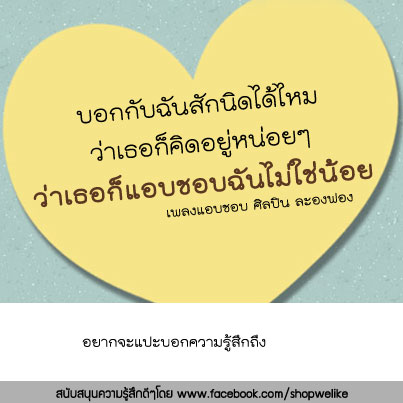 บอกกับฉันสักนิดได้ไหม
ว่าเธอก็คิดอยู่หน่อยๆ
ว่าเธอก็แอบชอบฉันไม่ใช่น้อย
เพลงแอบชอบ ศิลปิน ละอองฟอง
อยากจะแปะบอกความรู้สึกถึง
สนับสนุนความรู้สึกดีๆโดย www.facebook.com/shopwelike